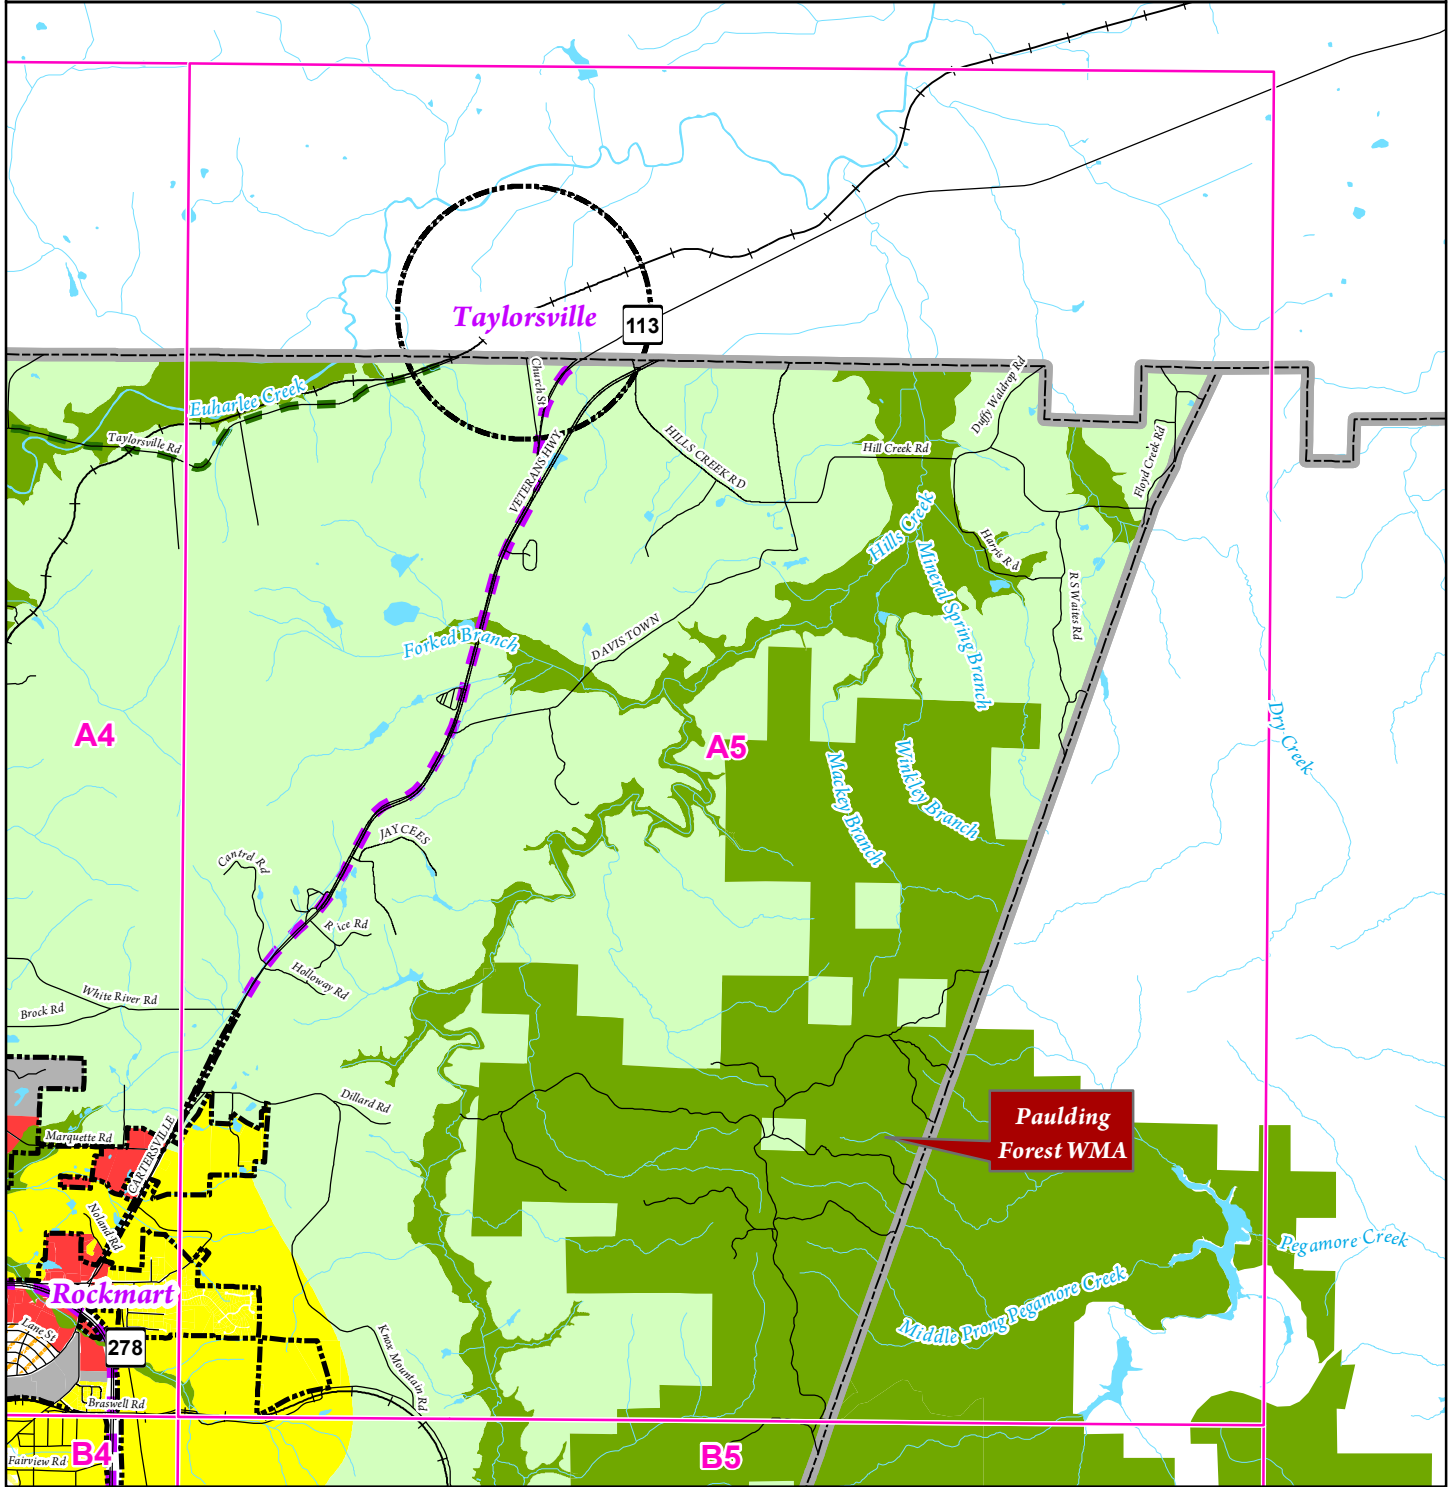 Taylorsville
113
Church St
Euharlee Creek
Taylorsville Rd
VETERANS HWY
HILLS CREEK RD
Hill Creek Rd
Duffy Waldrop Rd
Floyd Creek Rd
Hills Creek
Harris Rd
Mineral Spring Branch
R S Waites Rd
Forked Branch
DAVISTOWN
A4
A5
Dry Creek
Mackey Branch
Winkley Branch
JAYCEES
Cantrel Rd
Rice Rd
Holloway Rd
White River Rd
Brock Rd
Dillard Rd
Paulding
Forest WMA
Marquette Rd
CARTERSVILLE
Noland Rd
Pegamore Creek
Middle Prong Pegamore Creek
Rockmart
Lane St
278
Knox Mountain Rd
Braswell Rd
B4
B5
Fairview Rd